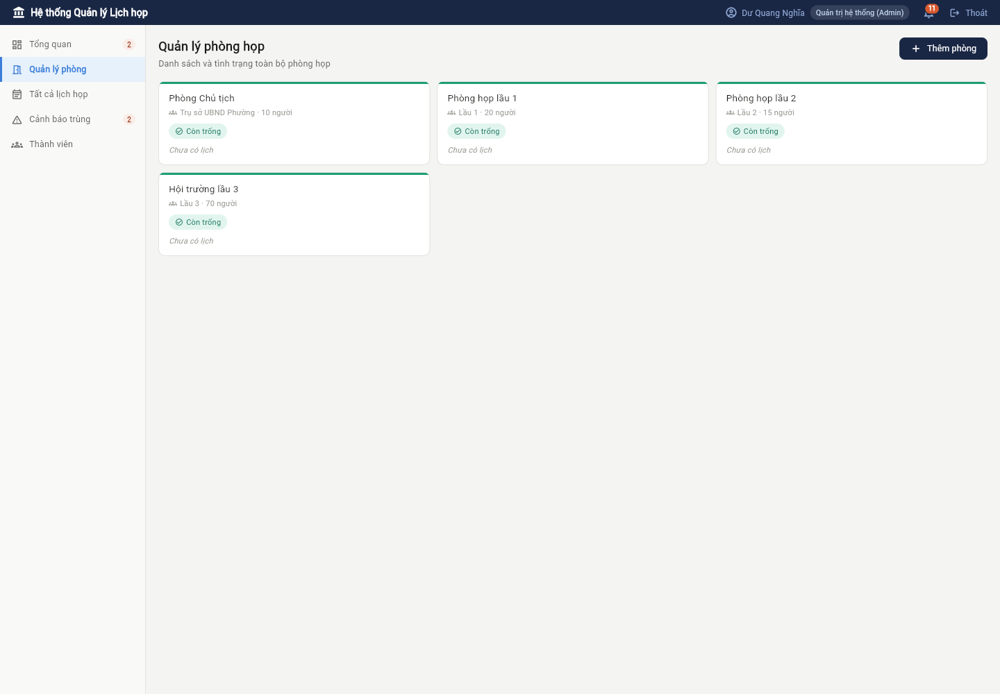 Hệ thống Quản lý Lịch họp
Dư Quang Nghĩa
Quản trị hệ thống (Admin)
11
Thoát
Tổng quan
2
Quản lý phòng
Tất cả lịch họp
Cảnh báo trùng
2
Thành viên
Quản lý phòng họp
Danh sách và tình trạng toàn bộ phòng họp
Thêm phòng
Phòng Chủ tịch
Trụ sở UBND Phường · 10 người
Còn trống
Chưa có lịch
Phòng họp lầu 1
Lầu 1 · 20 người
Còn trống
Chưa có lịch
Phòng họp lầu 2
Lầu 2 · 15 người
Còn trống
Chưa có lịch
Hội trường lầu 3
Lầu 3 · 70 người
Còn trống
Chưa có lịch